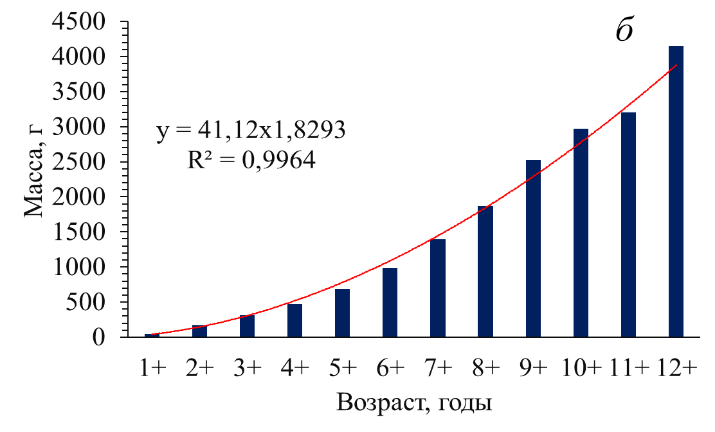 б
4500
4000
3500
3000
2500
2000
1500
1000
500
0
Масса, г
y = 41,12x1,8293
R² = 0,9964
1+ 2+ 3+ 4+ 5+ 6+ 7+ 8+ 9+ 10+ 11+ 12+
Возраст, годы